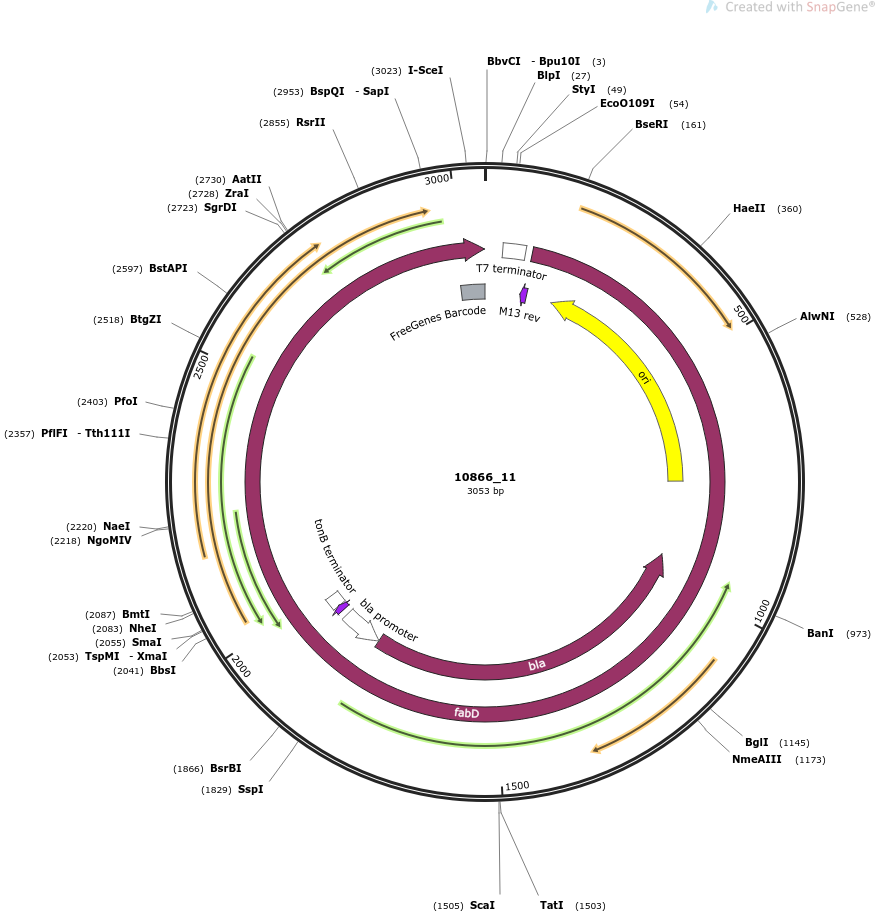 Created with SnapGene®
(3023) I-SceI
BbvCI - Bpu10I (3)
BlpI (27)
(2953) BspQI - SapI
StyI (49)
EcoO109I (54)
(2855) RsrII
BseRI (161)
3000
(2730) AatII
(2728) ZraI
(2723) SgrDI
HaeII (360)
T7 terminator
(2597) BstAPI
FreeGenes Barcode
M13 rev
500
(2518) BtgZI
AlwNI (528)
2500
ori
(2403) PfoI
(2357) PflFI - Tth111I
10866_11
3053 bp
(2220) NaeI
(2218) NgoMIV
tonB terminator
bla promoter
(2087) BmtI
(2083) NheI
(2055) SmaI
(2053) TspMI - XmaI
(2041) BbsI
1000
BanI (973)
2000
bla
fabD
BglI (1145)
NmeAIII (1173)
(1866) BsrBI
(1829) SspI
1500
(1505) ScaI
TatI (1503)